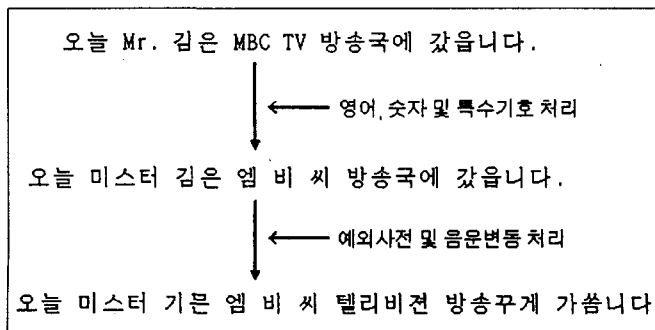 오늘 Mr. 김은 MBC TV 방송국에 갔읍니다.
영어, 숫자 및 특수기호 처리
오늘 미스터 김은 엠 비 씨 방송국에 갔읍니다.
예외사전 및 음운변동 처리
오늘 미스터 기믄 엠 비 씨 텔리비젼 방송꾸게 가씀니다